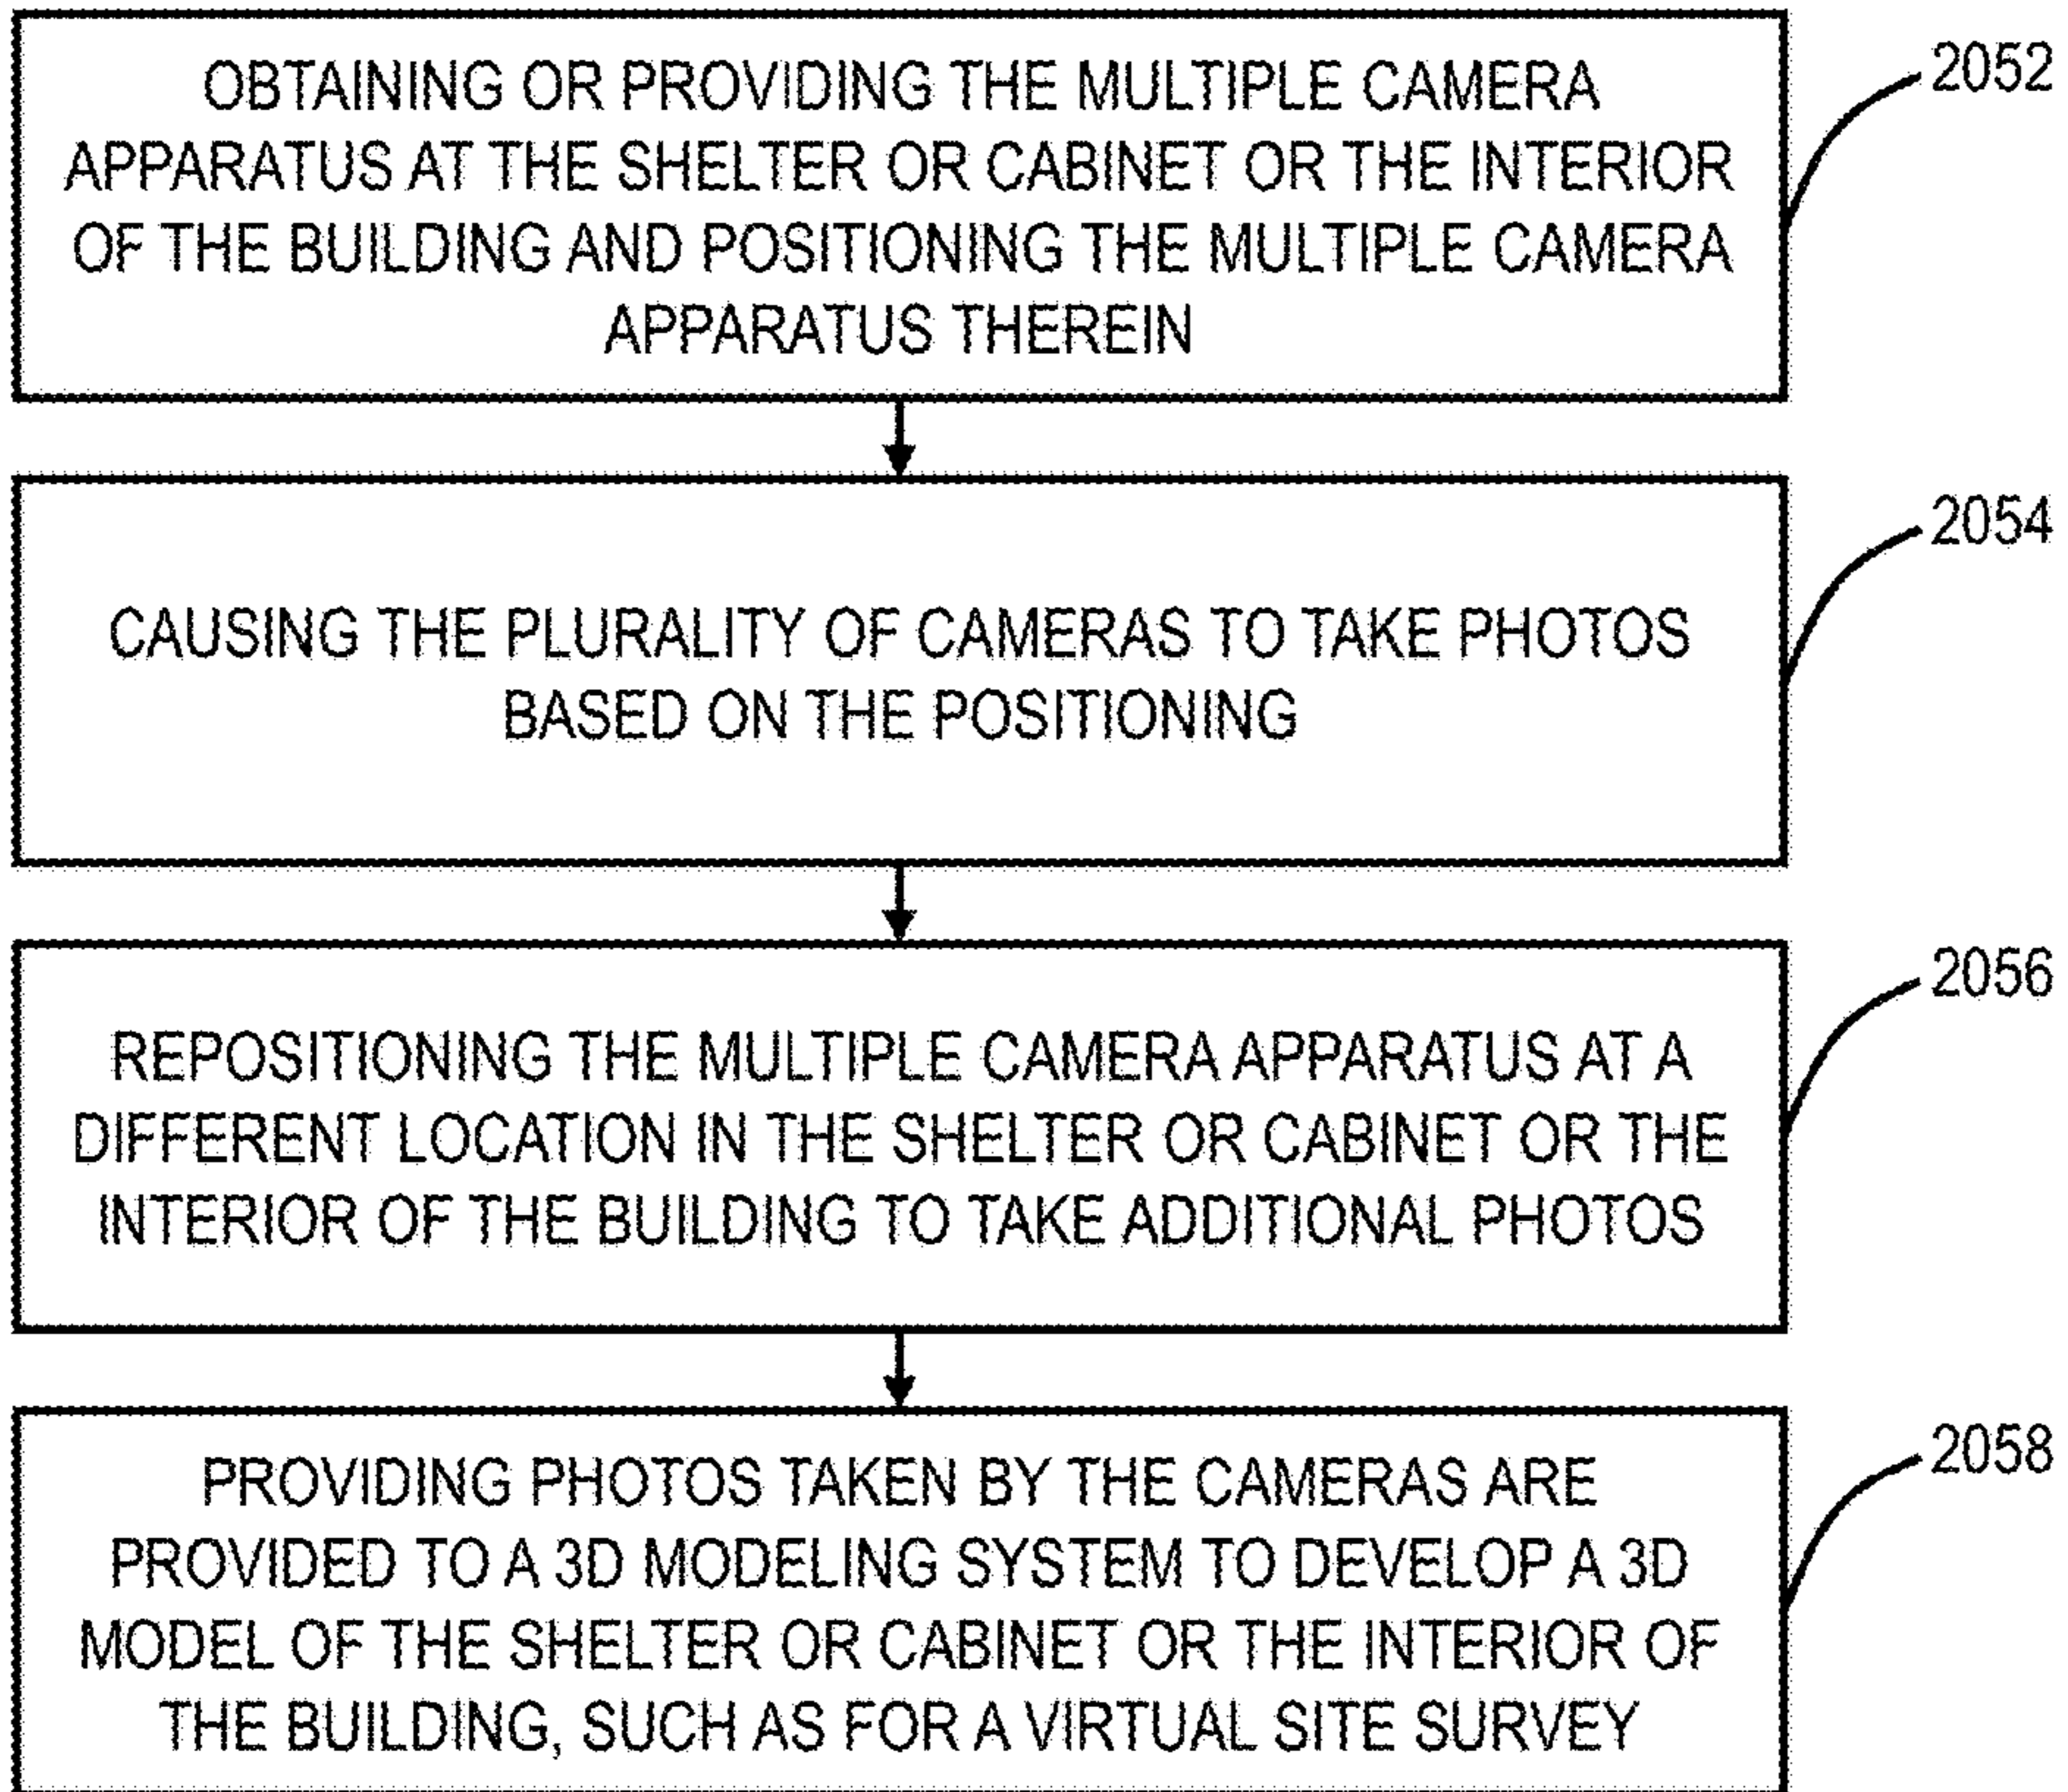 OBTAINING OR PROVIDING THE MULTIPLE CAMERA
APPARATUS AT THE SHELTER OR CABINET OR THE INTERIOR
OF THE BUILDING AND POSITIONING THE MULTIPLE CAMERA
APPARATUS THEREIN
2052
CAUSING THE PLURALITY OF CAMERAS TO TAKE PHOTOS
BASED ON THE POSITIONING
2054
REPOSITIONING THE MULTIPLE CAMERA APPARATUS AT A
DIFFERENT LOCATION IN THE SHELTER OR CABINET OR THE
INTERIOR OF THE BUILDING TO TAKE ADDITIONAL PHOTOS
2056
PROVIDING PHOTOS TAKEN BY THE CAMERAS ARE
PROVIDED TO A 3D MODELING SYSTEM TO DEVELOP A 3D
MODEL OF THE SHELTER OR CABINET OR THE INTERIOR OF
THE BUILDING, SUCH AS FOR A VIRTUAL SITE SURVEY
2058